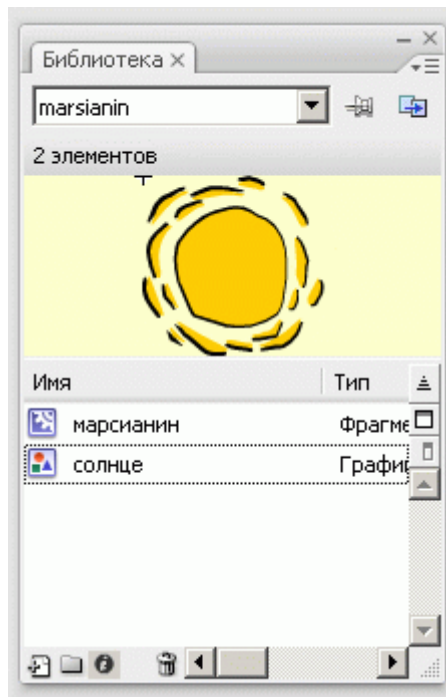 Библиотека
marsianin
2 элементов
Имя Тип
марсианин Фрагме
солнце Графи